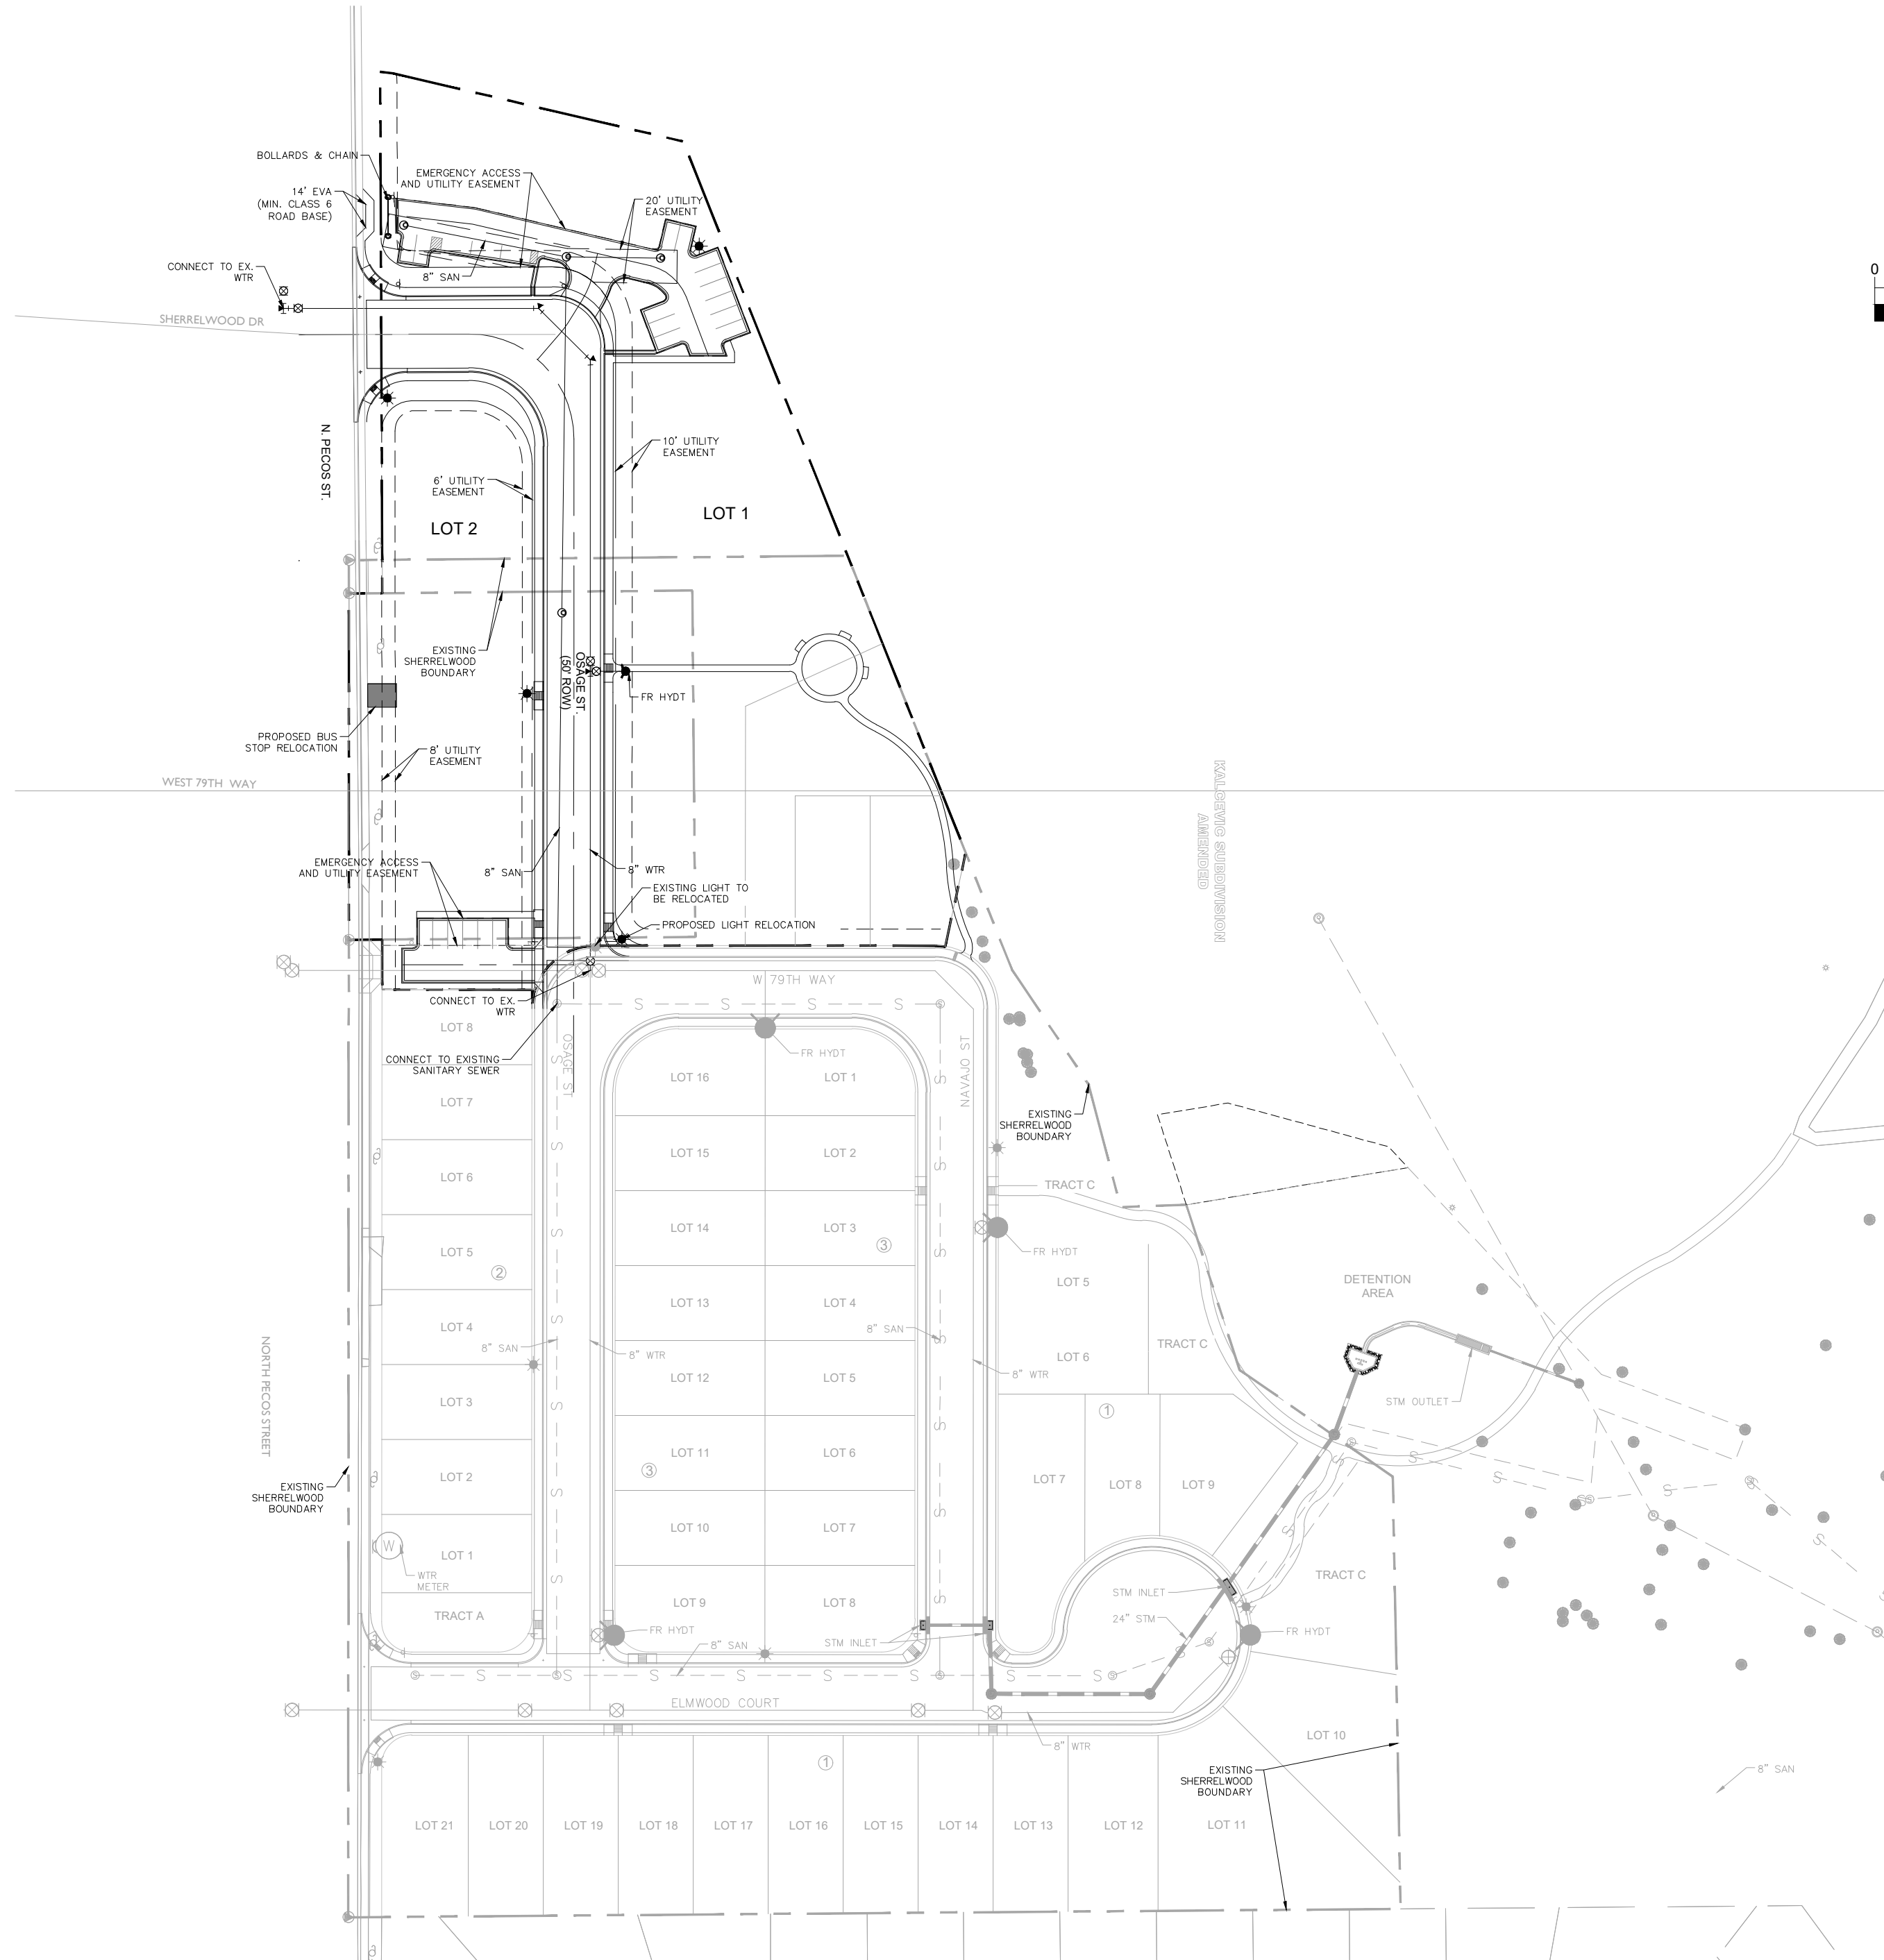 BOLLARDS & CHAIN
14' EVA
(MIN. CLASS 6
ROAD BASE)
EMERGENCY ACCESS
AND UTILITY EASEMENT
20' UTILITY
EASEMENT
CONNECT TO EX.
WTR
8" SAN
0
SHERRELWOOD DR
N. PECOS ST.
10' UTILITY
EASEMENT
6' UTILITY
EASEMENT
LOT 2
LOT 1
EXISTING
SHERRELWOOD
BOUNDARY
OSAGE ST.
(50' ROW)
FR HYDT
PROPOSED BUS
STOP RELOCATION
8' UTILITY
EASEMENT
WEST 79TH WAY
KALCEVIC SUBDIVISION
AMENDED
EMERGENCY ACCESS
AND UTILITY EASEMENT
8" SAN
8" WTR
EXISTING LIGHT TO
BE RELOCATED
PROPOSED LIGHT RELOCATION
W 79TH WAY
CONNECT TO EX.
WTR
S S S S
LOT 8
OSAGE ST
NAVAJO ST
FR HYDT
CONNECT TO EXISTING
SANITARY SEWER
LOT 16
LOT 1
LOT 7
EXISTING
SHERRELWOOD
BOUNDARY
LOT 15
LOT 2
LOT 6
TRACT C
LOT 14
LOT 3
3
LOT 5
2
FR HYDT
LOT 5
DETENTION
AREA
LOT 13
LOT 4
LOT 4
8" SAN
8" SAN
8" WTR
LOT 6
TRACT C
NORTH PECOS STREET
LOT 12
LOT 5
8" WTR
LOT 3
STM OUTLET
1
LOT 11
LOT 6
3
LOT 2
LOT 7
LOT 8
LOT 9
EXISTING
SHERRELWOOD
BOUNDARY
LOT 10
LOT 7
W
LOT 1
WTR
METER
TRACT C
STM INLET
LOT 9
LOT 8
TRACT A
24" STM
FR HYDT
8" SAN
STM INLET
FR HYDT
S S S S S S S
ELMWOOD COURT
8" WTR
LOT 10
1
EXISTING
SHERRELWOOD
BOUNDARY
8" SAN
LOT 21
LOT 20
LOT 19
LOT 18
LOT 17
LOT 16
LOT 15
LOT 14
LOT 13
LOT 12
LOT 11